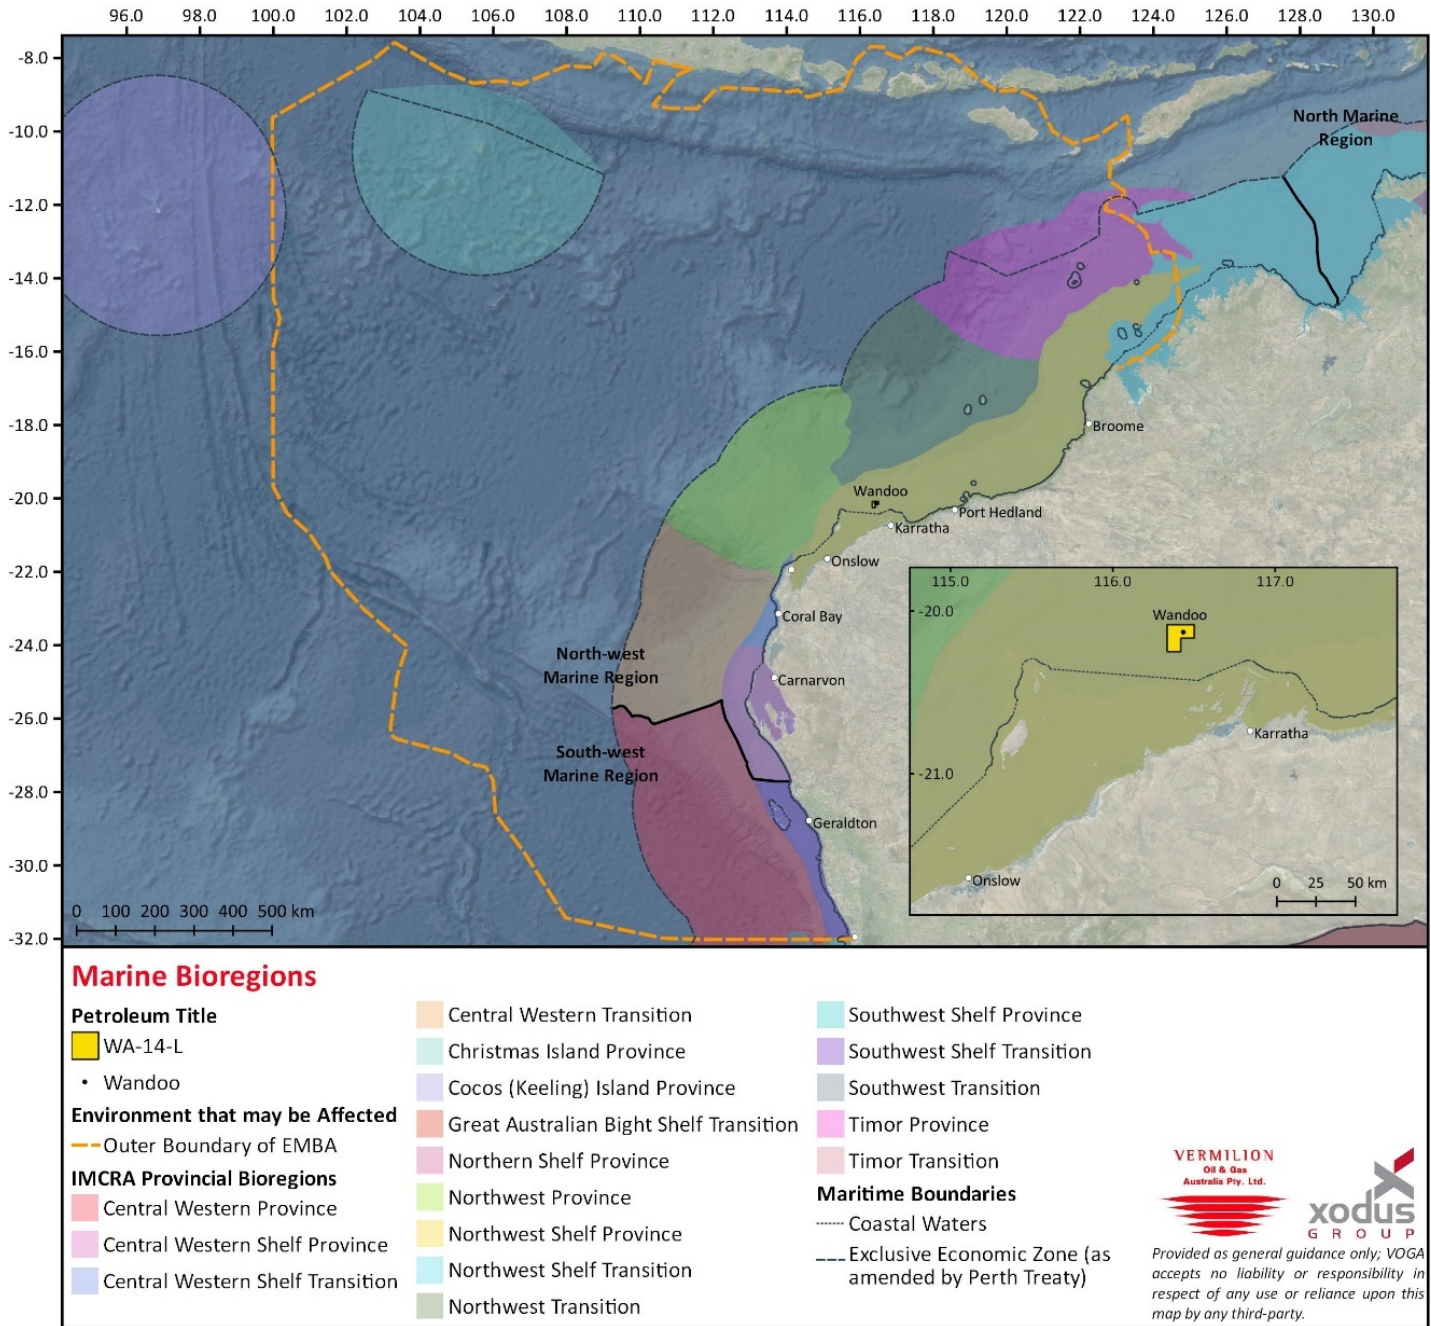 96.0 98.0 100.0 102.0 104.0 106.0 108.0 110.0 112.0 114.0 116.0 118.0 120.0 122.0 124.0 126.0 128.0 130.0
-8.0
-10.0
-12.0
-14.0
-16.0
-18.0
-20.0
-22.0
-24.0
-26.0
-28.0
-30.0
-32.0
North Marine
Region
Broome
Wandoo
Port Hedland
Karratha
Onslow
Coral Bay
North-west
Marine Region
Carnarvon
South-west
Marine Region
Geraldton
0 100 200 300 400 500 km
115.0 116.0 117.0
-20.0
-21.0
Wandoo
Karratha
Onslow
0 25 50 km
Marine Bioregions
Petroleum Title
WA-14-L
Wandoo
Environment that may be Affected
Outer Boundary of EMBA
IMCRA Provincial Bioregions
Central Western Province
Central Western Shelf Province
Central Western Shelf Transition
Central Western Transition
Christmas Island Province
Cocos (Keeling) Island Province
Great Australian Bight Shelf Transition
Northern Shelf Province
Northwest Province
Northwest Shelf Province
Northwest Shelf Transition
Northwest Transition
Southwest Shelf Province
Southwest Shelf Transition
Southwest Transition
Timor Province
Timor Transition
Maritime Boundaries
Coastal Waters
Exclusive Economic Zone (as
amended by Perth Treaty)
VERMILION
Oil & Gas
Australia Pty. Ltd.
xodus
GROUP
Provided as general guidance only; VOGA
accepts no liability or responsibility in
respect of any use or reliance upon this
map by any third-party.